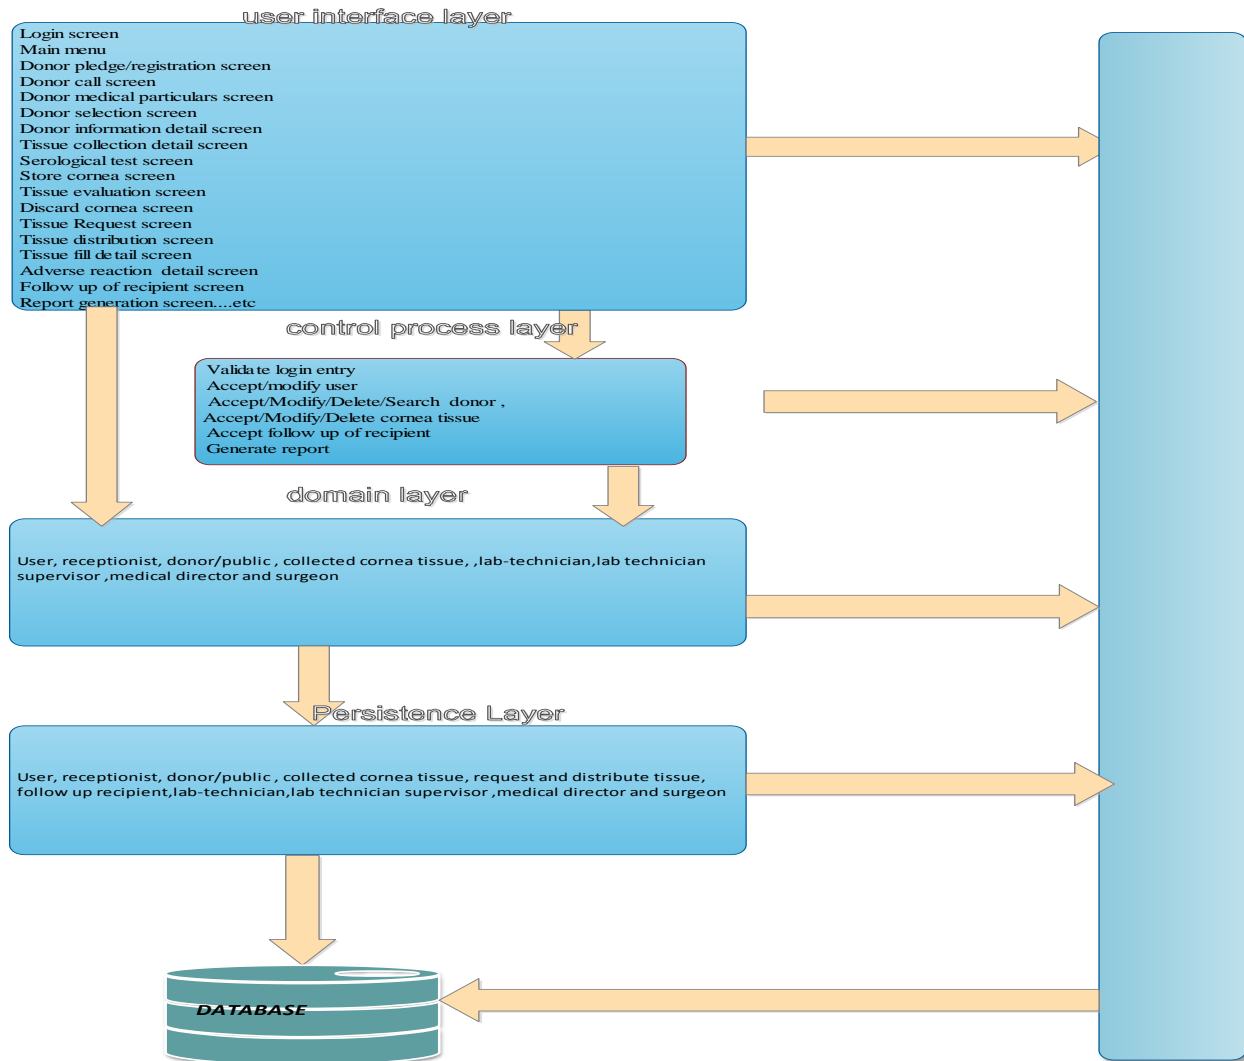 user interface layer
Login screen
Main menu
Donor pledge/registration screen
Donor call screen
Donor medical particulars screen
Donor selection screen
Donor information detail screen
Tissue collection detail screen
Serological test screen
Store cornea screen
Tissue evaluation screen
Discard cornea screen
Tissue Request screen
Tissue distribution screen
Tissue fill detail screen
Adverse reaction detail screen
Follow up of recipient screen
Report generation screen....etc
control process layer
Validate login entry
Accept/modify user
Accept/Modify/Delete/Search donor ,
Accept/Modify/Delete cornea tissue
Accept follow up of recipient
Generate report
domain layer
User, receptionist, donor/public , collected cornea tissue, ,lab-technician,lab technician
supervisor ,medical director and surgeon
Persistence Layer
User, receptionist, donor/public , collected cornea tissue, request and distribute tissue,
follow up recipient,lab-technician,lab technician supervisor ,medical director and surgeon
DATABASE